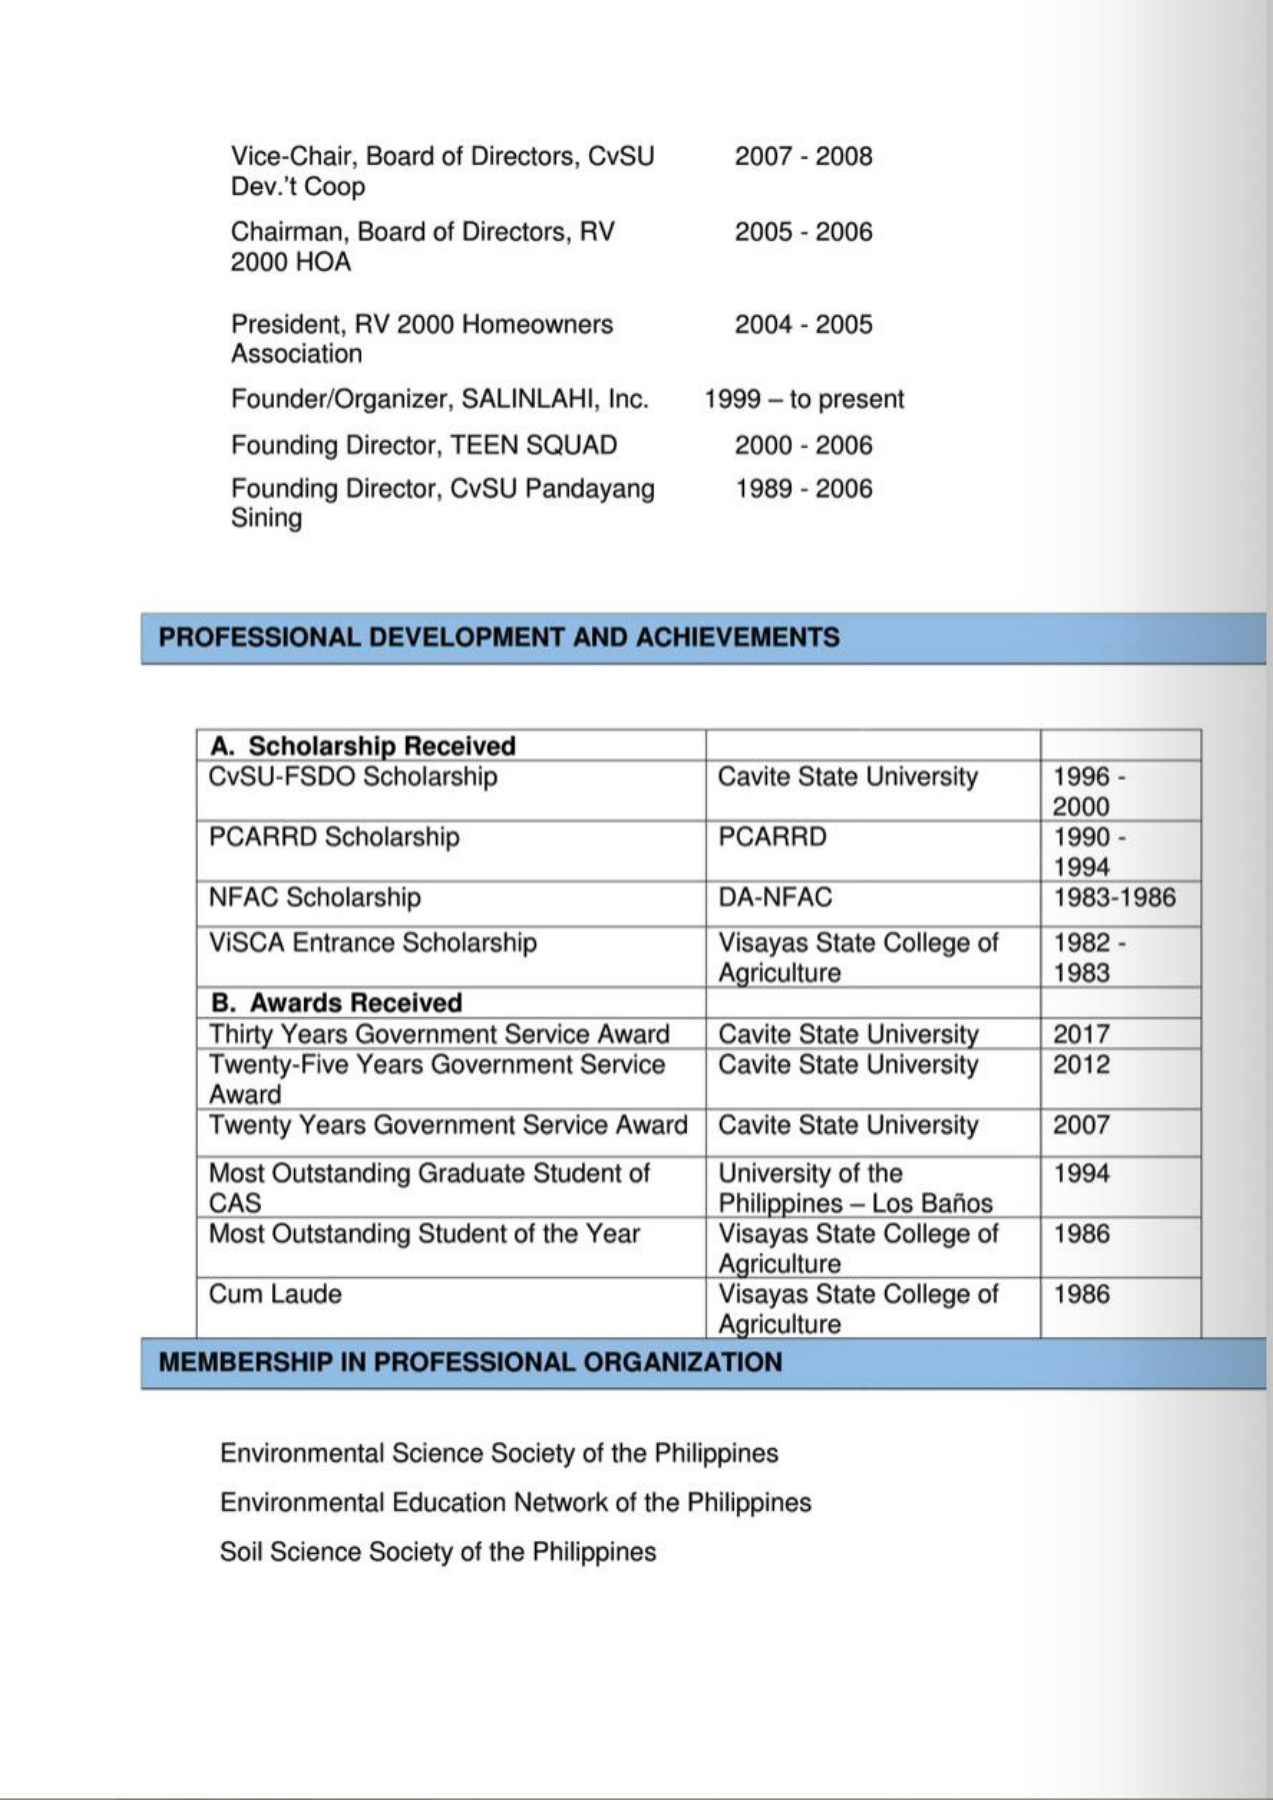 Vice-Chair, Board of Directors, CvSU 2007 - 2008
Dev.'t Coop
Chairman, Board of Directors, RV 2005 - 2006
2000 HOA
President, RV 2000 Homeowners 2004 - 2005
Association
Founder/Organizer, SALINLAHI, Inc. 1999 – to present
Founding Director, TEEN SQUAD 2000 - 2006
Founding Director, CvSU Pandayang 1989 - 2006
Sining
PROFESSIONAL DEVELOPMENT AND ACHIEVEMENTS
A. Scholarship Received
CvSU-FSDO Scholarship Cavite State University 1996 -
2000
PCARRD Scholarship PCARRD 1990 -
1994
NFAC Scholarship DA-NFAC 1983-1986
ViSCA Entrance Scholarship Visayas State College of 1982 -
Agriculture 1983
B. Awards Received
Thirty Years Government Service Award Cavite State University 2017
Twenty-Five Years Government Service Cavite State University 2012
Award
Twenty Years Government Service Award Cavite State University 2007
Most Outstanding Graduate Student of University of the 1994
CAS Philippines – Los Baños
Most Outstanding Student of the Year Visayas State College of 1986
Agriculture
Cum Laude Visayas State College of 1986
Agriculture
MEMBERSHIP IN PROFESSIONAL ORGANIZATION
Environmental Science Society of the Philippines
Environmental Education Network of the Philippines
Soil Science Society of the Philippines